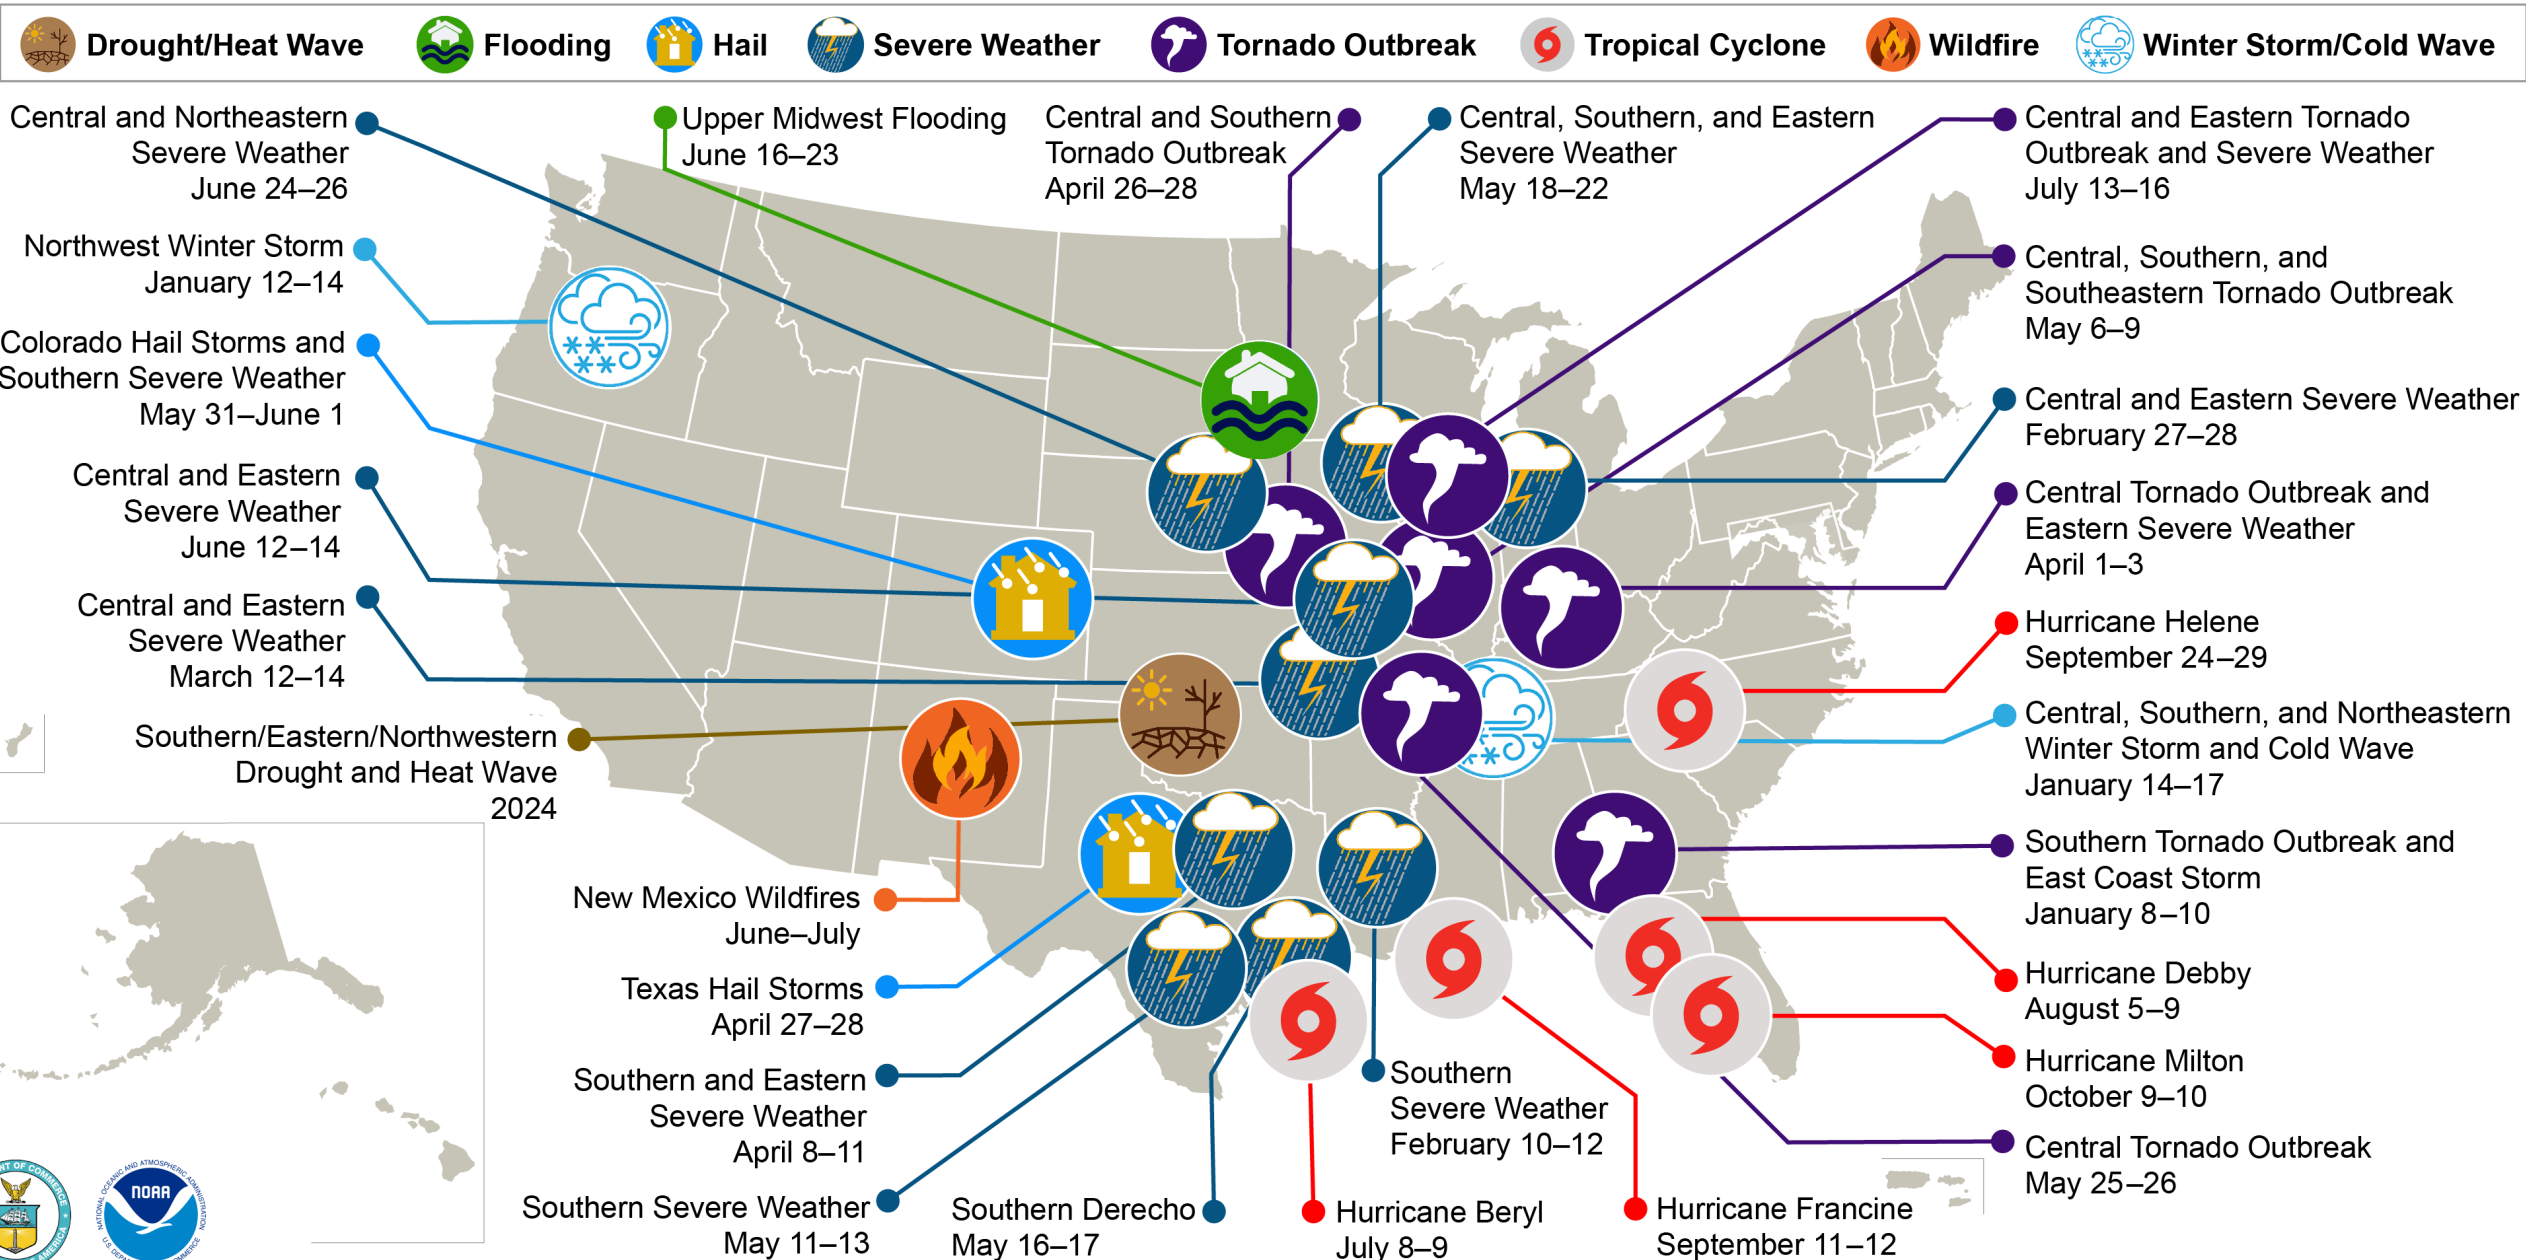 Drought/Heat Wave
Flooding
Hail
Severe Weather
Tornado Outbreak
Tropical Cyclone
Wildfire
Winter Storm/Cold Wave
Central and Northeastern
Severe Weather
June 24–26
Upper Midwest Flooding
June 16–23
Central and Southern
Tornado Outbreak
April 26–28
Central, Southern, and Eastern
Severe Weather
May 18–22
Central and Eastern Tornado
Outbreak and Severe Weather
July 13–16
Northwest Winter Storm
January 12–14
Central, Southern, and
Southeastern Tornado Outbreak
May 6–9
Colorado Hail Storms and
Southern Severe Weather
May 31–June 1
Central and Eastern Severe Weather
February 27–28
Central and Eastern
Severe Weather
June 12–14
Central Tornado Outbreak and
Eastern Severe Weather
April 1–3
Central and Eastern
Severe Weather
March 12–14
Hurricane Helene
September 24–29
Southern/Eastern/Northwestern
Drought and Heat Wave
2024
Central, Southern, and Northeastern
Winter Storm and Cold Wave
January 14–17
Southern Tornado Outbreak and
East Coast Storm
January 8–10
New Mexico Wildfires
June–July
Hurricane Debby
August 5–9
Texas Hail Storms
April 27–28
Hurricane Milton
October 9–10
Southern and Eastern
Severe Weather
April 8–11
Southern
Severe Weather
February 10–12
Central Tornado Outbreak
May 25–26
Southern Severe Weather
May 11–13
Southern Derecho
May 16–17
Hurricane Beryl
July 8–9
Hurricane Francine
September 11–12
OF COMMERCE
AMERICA
NATIONAL OCEANIC AND ATMOSPHERIC ADMINISTRATION
NOAA
U.S.